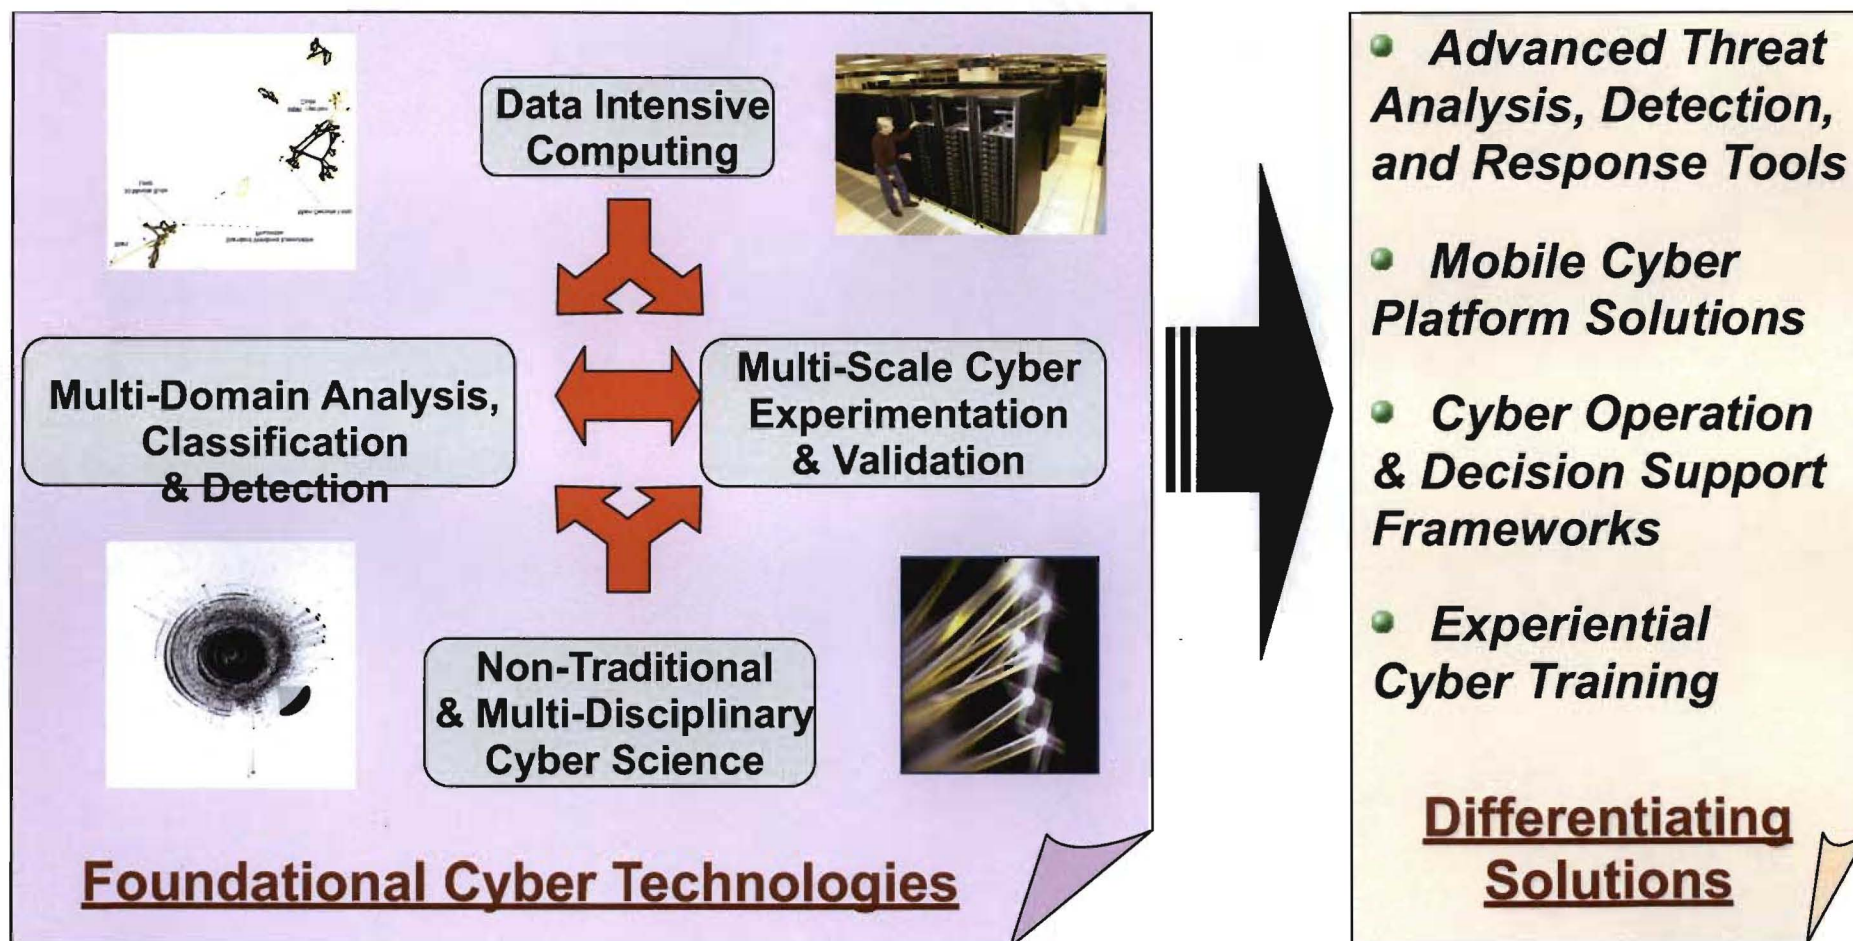 Data Intensive
Computing
Multi-Domain Analysis,
Classification
& Detection
Multi-Scale Cyber
Experimentation
& Validation
Non-Traditional
& Multi-Disciplinary
Cyber Science
Foundational Cyber Technologies
Advanced Threat
Analysis, Detection,
and Response Tools
Mobile Cyber
Platform Solutions
Cyber Operation
& Decision Support
Frameworks
Experiential
Cyber Training
Differentiating
Solutions